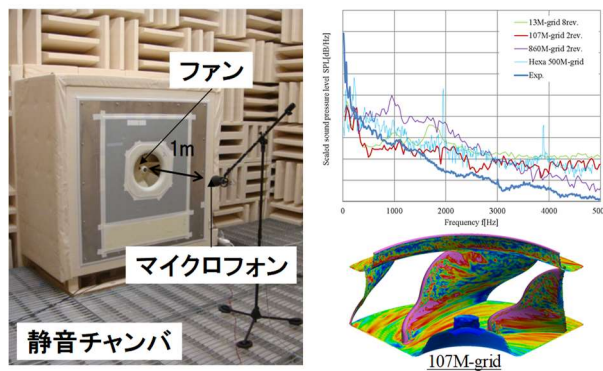 ファン
1m
マイクロフォン
静音チャンバ
Scaled sound pressure level SPL[dB/Hz]
13M-grid 8rev.
107M-grid 2rev.
860M-grid 2rev.
Hexa 500M-grid
Exp.
0 1000 2000 3000 4000 5000
Frequency f[Hz]
107M-grid